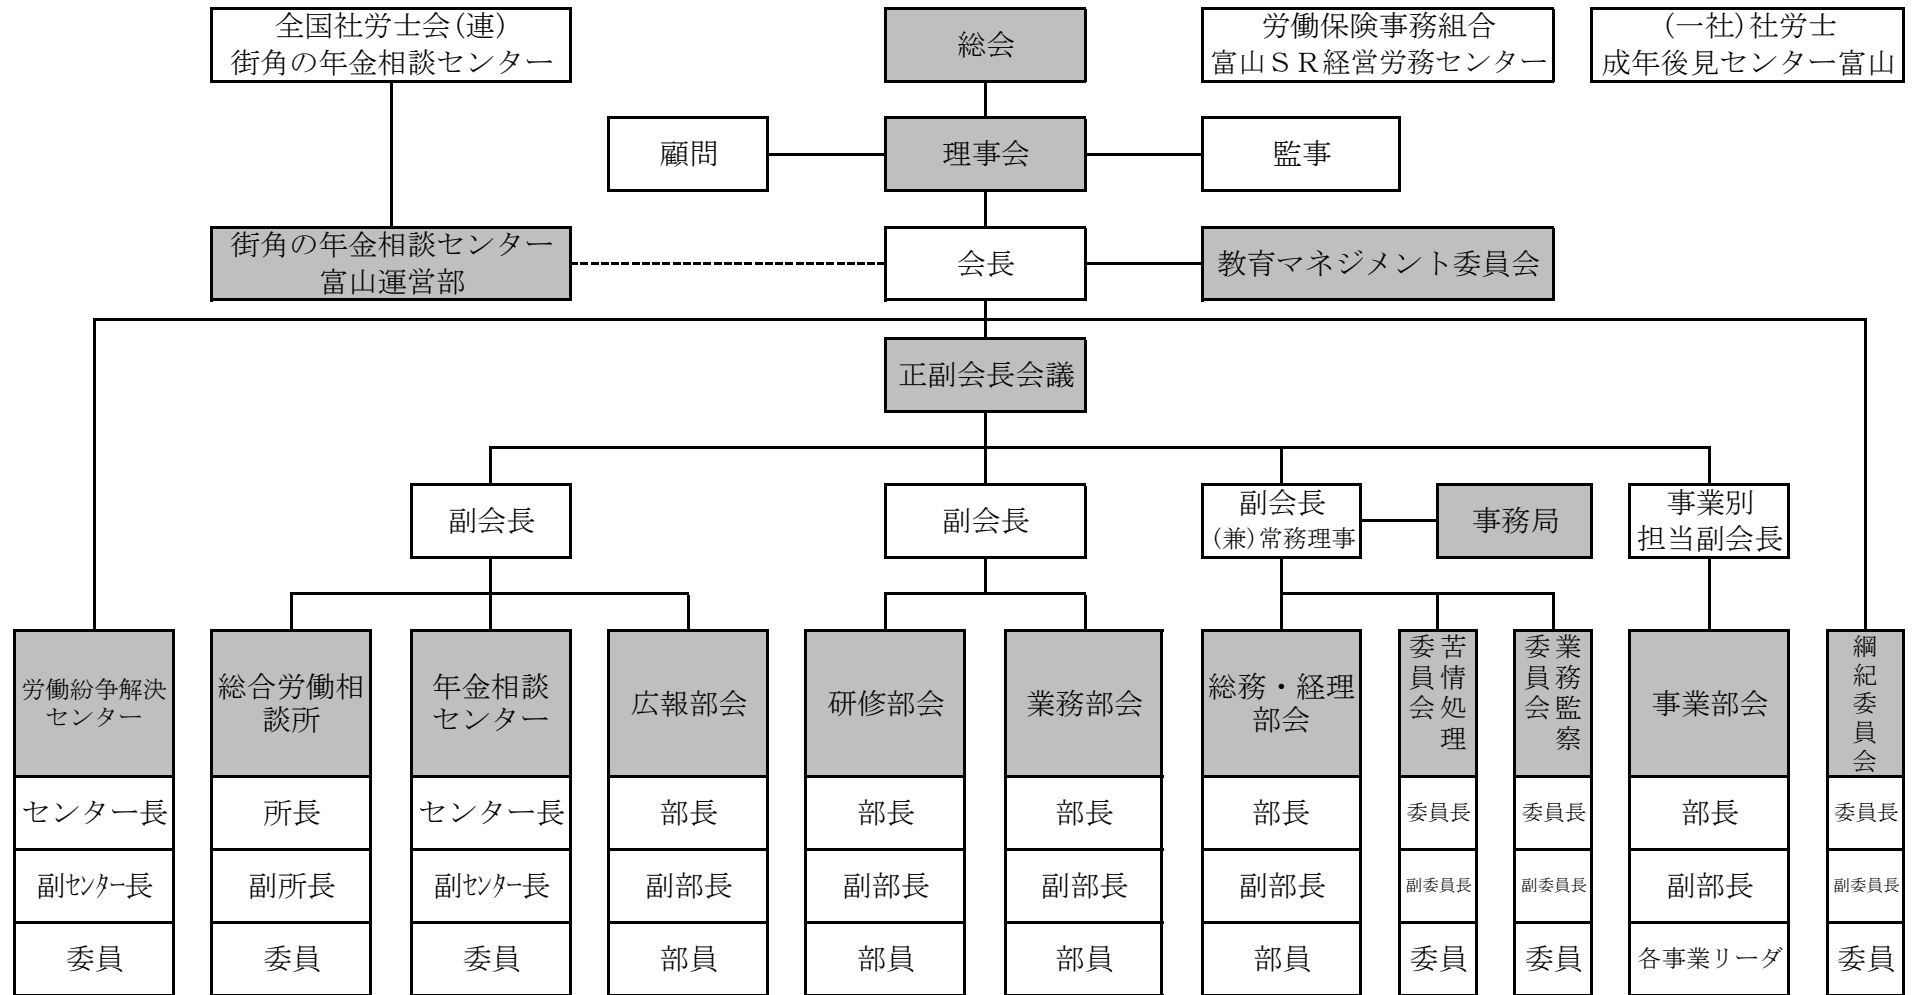 全国社労士会(連)
街角の年金相談センター
総会
労働保険事務組合
富山ＳＲ経営労務センター
(一社)社労士
成年後見センター富山
顧問
理事会
監事
街角の年金相談センター
富山運営部
会長
教育マネジメント委員会
正副会長会議
副会長
副会長
副会長
(兼)常務理事
事務局
事業別
担当副会長
労働紛争解決
センター
総合労働相
談所
年金相談
センター
広報部会
研修部会
業務部会
総務・経理
部会
苦情処理
委員会
業務監察
委員会
事業部会
綱紀委員会
センター長
所長
センター長
部長
部長
部長
部長
委員長
委員長
部長
委員長
副ｾﾝﾀｰ長
副所長
副ｾﾝﾀｰ長
副部長
副部長
副部長
副部長
副委員長
副委員長
副部長
副委員長
委員
委員
委員
部員
部員
部員
部員
委員
委員
各事業リーダ
委員